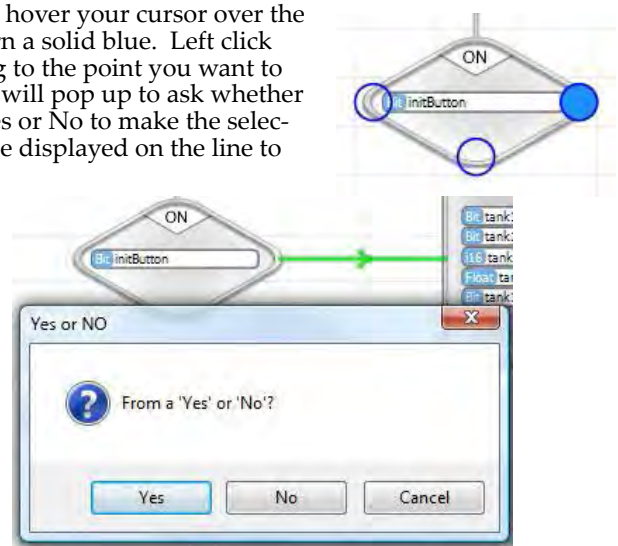 hover your cursor over the
n a solid blue. Left click
g to the point you want to
will pop up to ask whether
es or No to make the selec-
e displayed on the line to
ON
Bit initButton
ON
Bit initButton
Bit tank
Bit tank
i16 tank
Float ta
Bit tank
Yes or NO
From a 'Yes' or 'No'?
Yes No Cancel